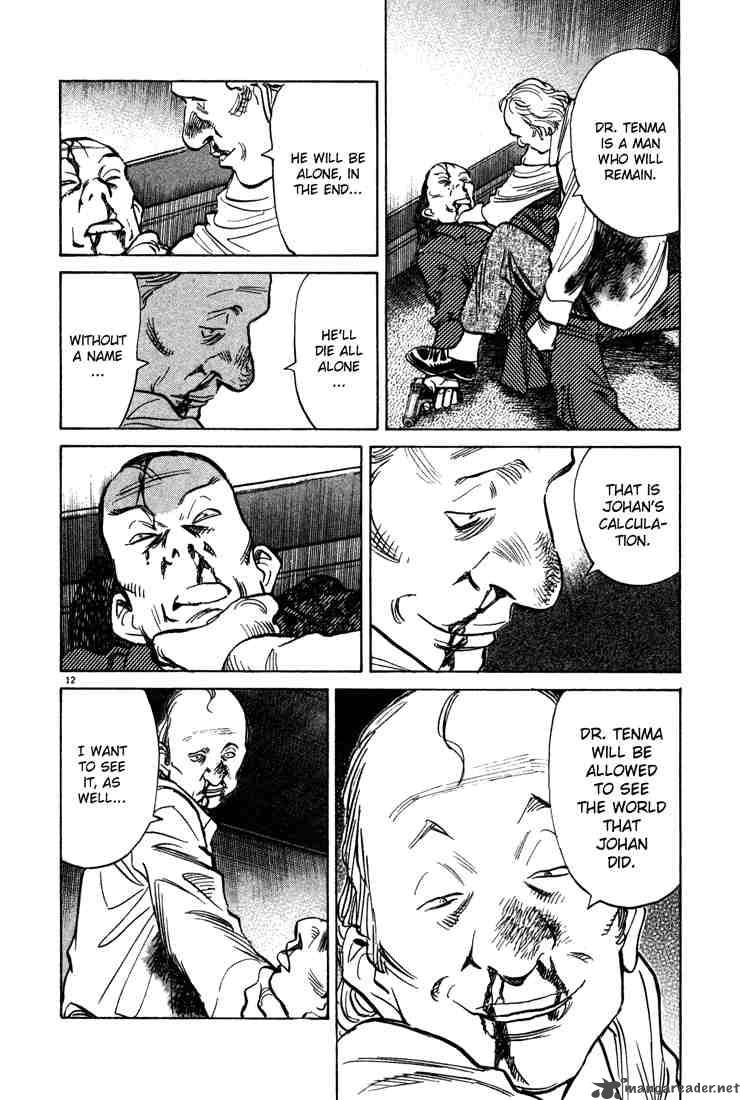 HE WILL BE
ALONE, IN
THE END...
DR. TENMA
IS A MAN
WHO WILL
REMAIN.
WITHOUT
A NAME
...
HE'LL
DIE ALL
ALONE
...
THAT IS
JOHAN'S
CALCULA-
TION.
12
I WANT
TO SEE
IT, AS
WELL...
DR. TENMA
WILL BE
ALLOWED
TO SEE
THE WORLD
THAT
JOHAN
DID.
mangareader.net